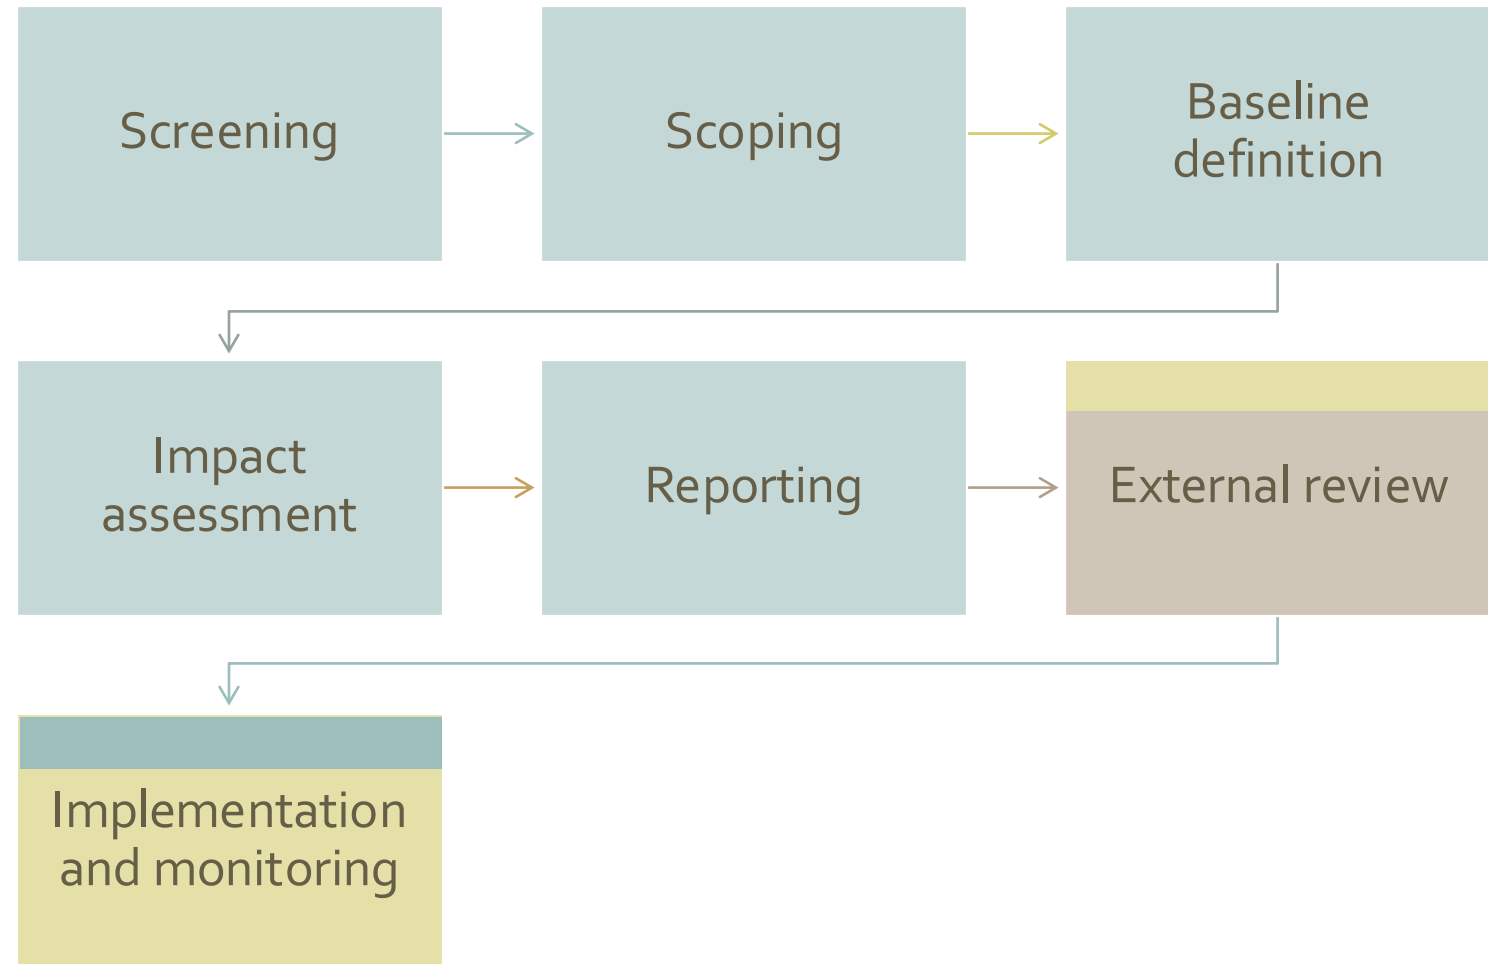 Screening
Scoping
Baseline
definition
Impact
assessment
Reporting
External review
Implementation
and monitoring